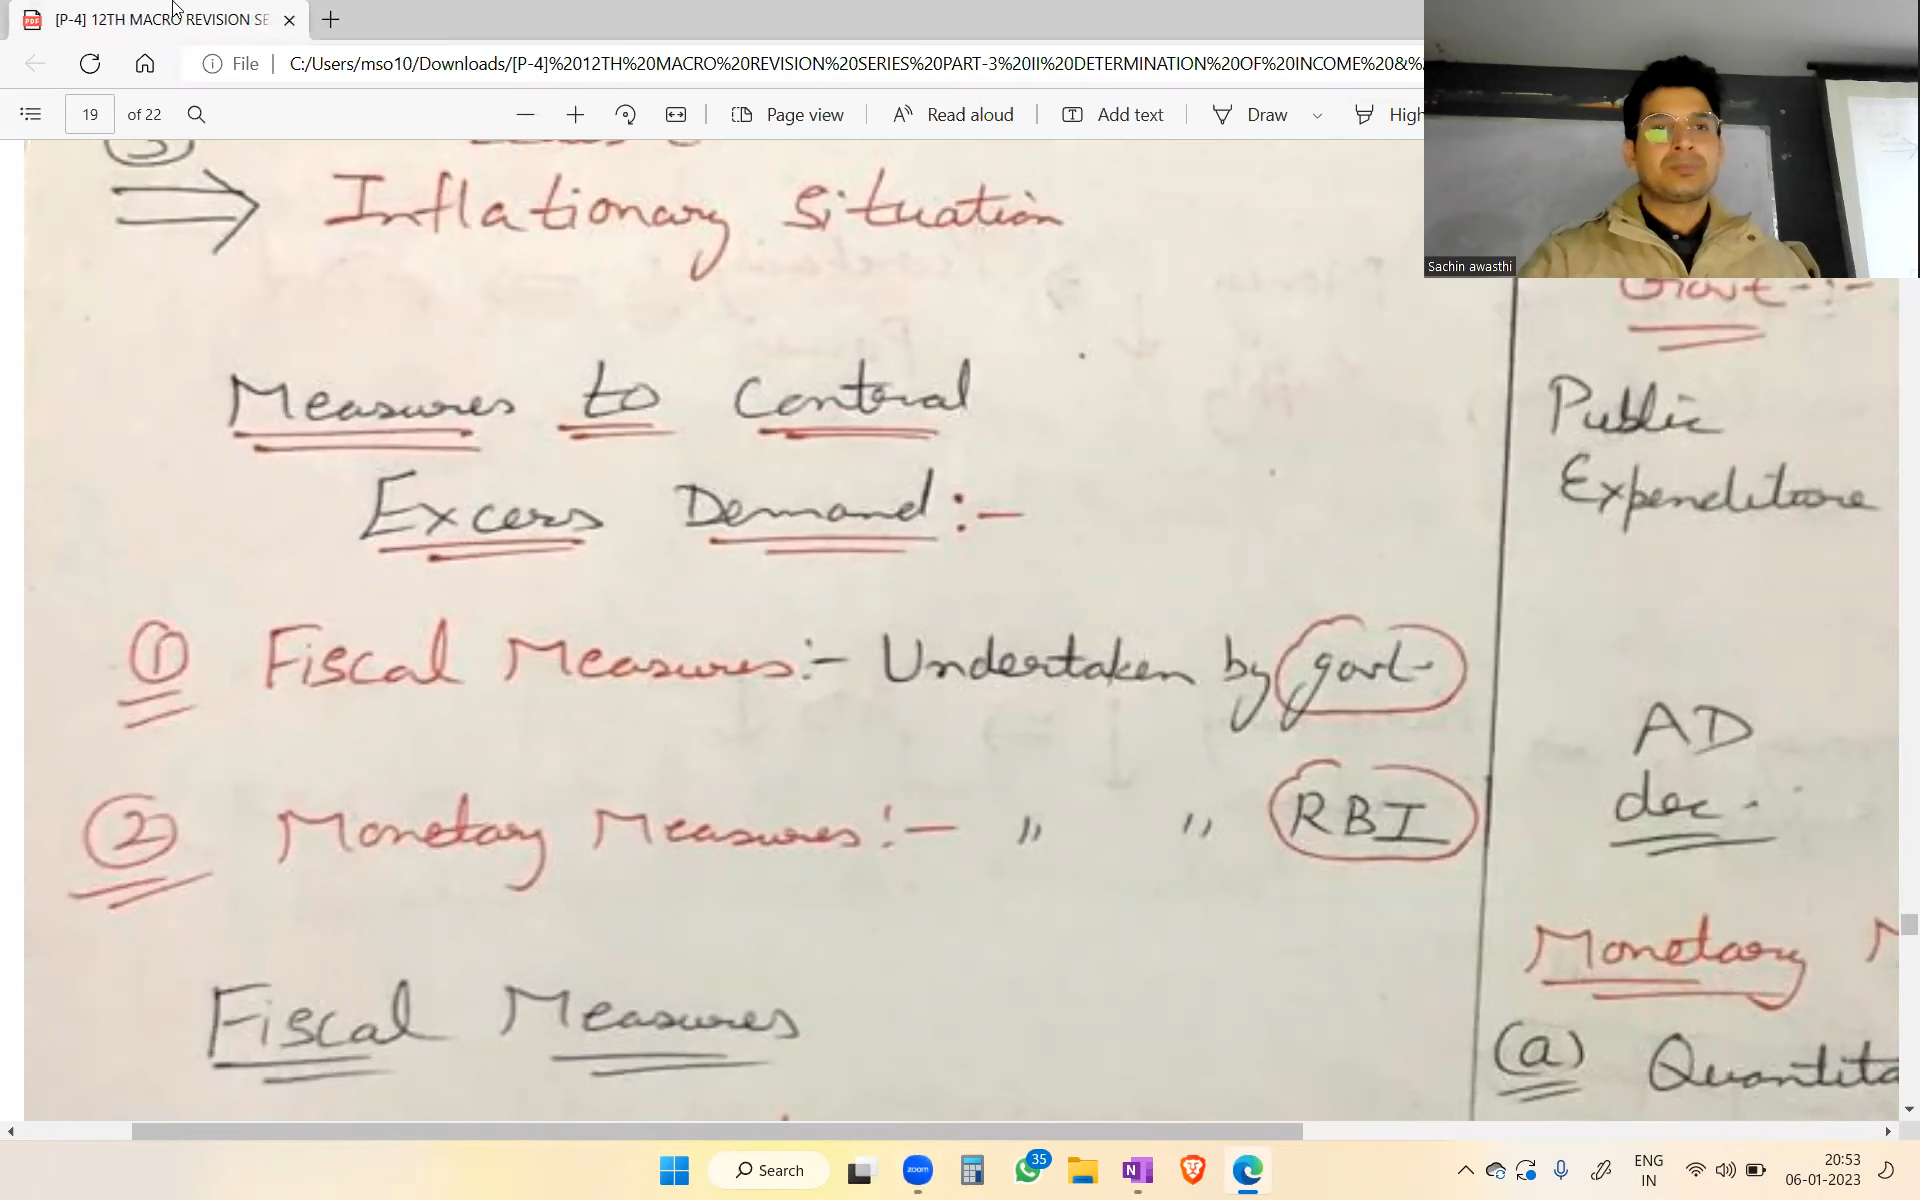 [P-4] 12TH MACRO REVISION SE
File
C:/Users/mso10/Downloads/[P-4]%2012TH%20MACRO%20REVISION%20SERIES%20PART-3%20II%20DETERMINATION%20OF%20INCOME%20&%
19 of 22
Page view
Read aloud
Add text
Draw
High
Sachin awasthi
3
Inflationary Situation
Measures to Control
Excess Demand :-
① Fiscal Measures:- Undertaken by govt.
② Monetary Measures:- " " RBI
Fiscal Measures
Govt-:-
Public
Expenditure
AD
dec.
Monetary M
(a) Quantita
Search
35
ENG
IN
20:53
06-01-2023